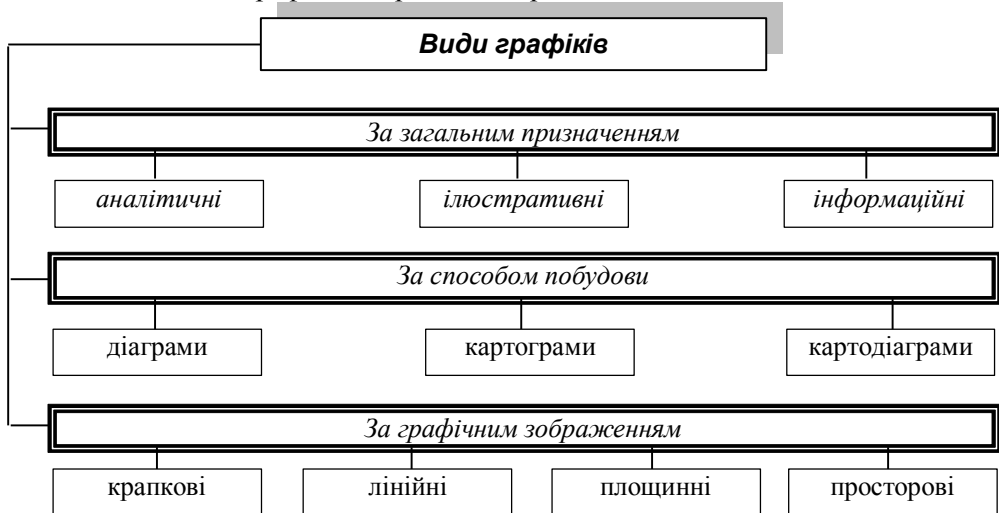 Види графіків
За загальним призначенням
аналітичні ілюстративні інформаційні
За способом побудови
діаграми картограми картодіаграми
За графічним зображенням
крапкові лінійні площинні просторові